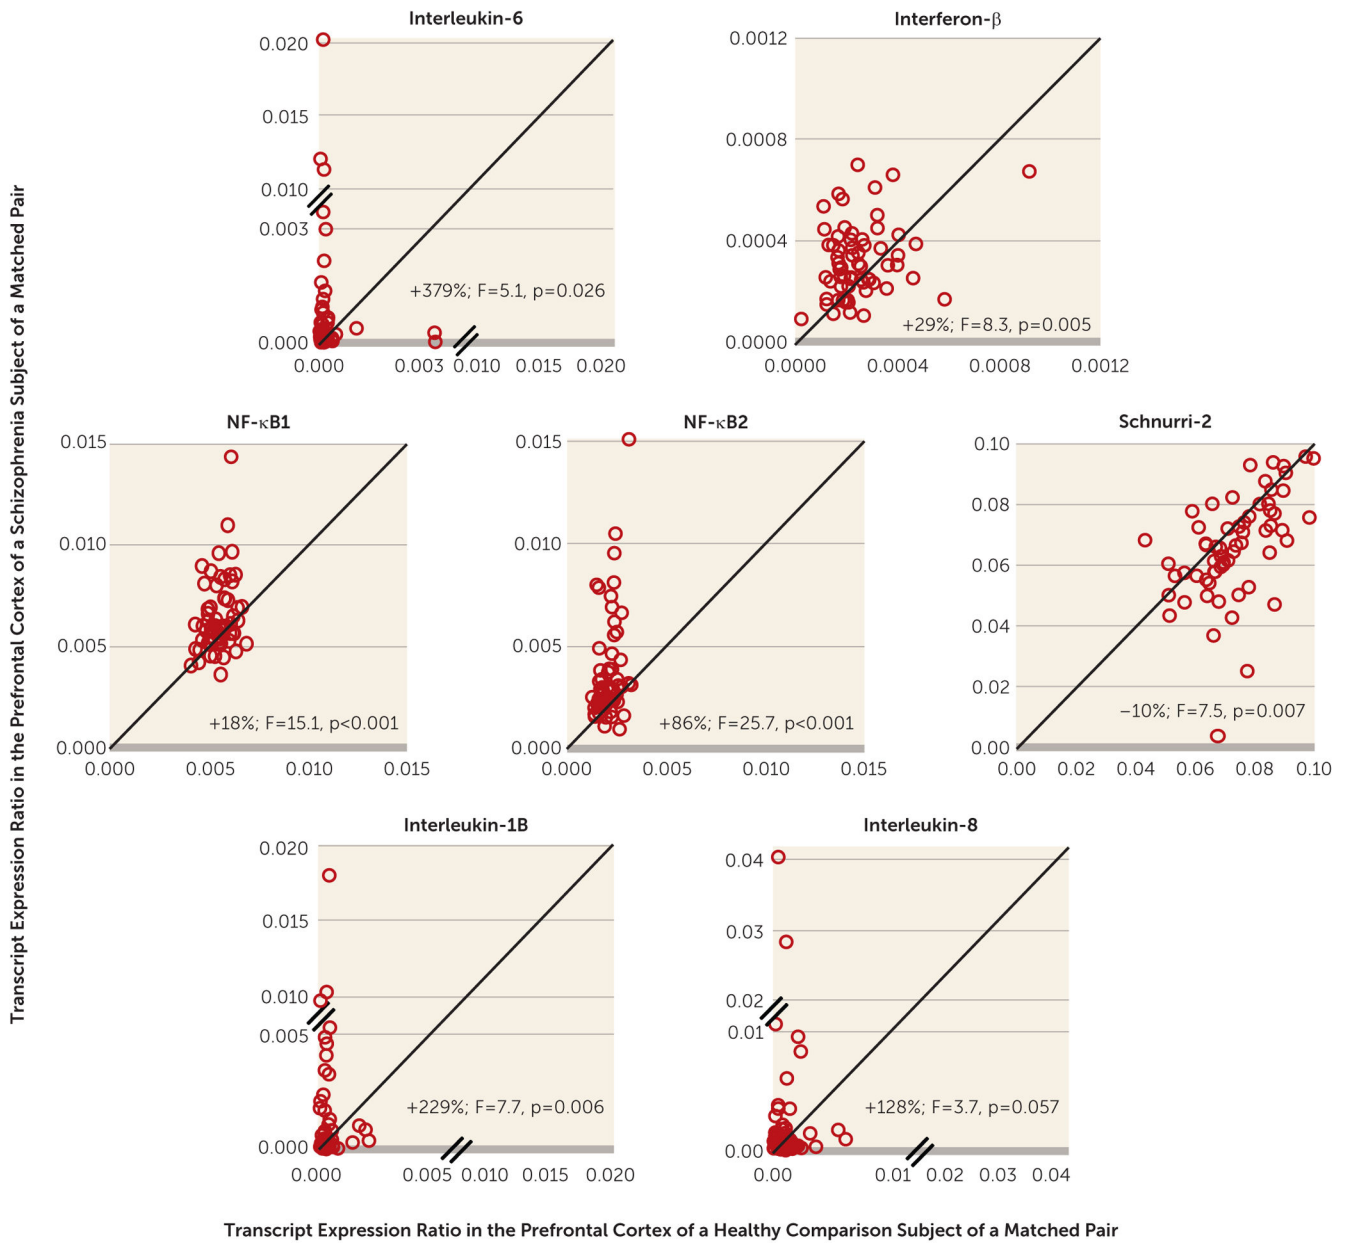 Transcript Expression Ratio in the Prefrontal Cortex of a Schizophrenia Subject of a Matched Pair
Interleukin-6
0.020
0.015
0.010
0.003
0.000
+379%; F=5.1, p=0.026
0.000 0.003 0.010 0.015 0.020
Interferon-β
0.0012
0.0008
0.0004
0.0000
+29%; F=8.3, p=0.005
0.0000 0.0004 0.0008 0.0012
NF-κB1
0.015
0.010
0.005
0.000
+18%; F=15.1, p<0.001
0.000 0.005 0.010 0.015
NF-κB2
0.015
0.010
0.005
0.000
+86%; F=25.7, p<0.001
0.000 0.005 0.010 0.015
Schnurri-2
0.10
0.08
0.06
0.04
0.02
0.00
−10%; F=7.5, p=0.007
0.00 0.02 0.04 0.06 0.08 0.10
Interleukin-1B
0.020
0.015
0.010
0.005
0.000
+229%; F=7.7, p=0.006
0.000 0.005 0.010 0.015 0.020
Interleukin-8
0.04
0.03
0.02
0.01
0.00
+128%; F=3.7, p=0.057
0.00 0.01 0.02 0.03 0.04
Transcript Expression Ratio in the Prefrontal Cortex of a Healthy Comparison Subject of a Matched Pair